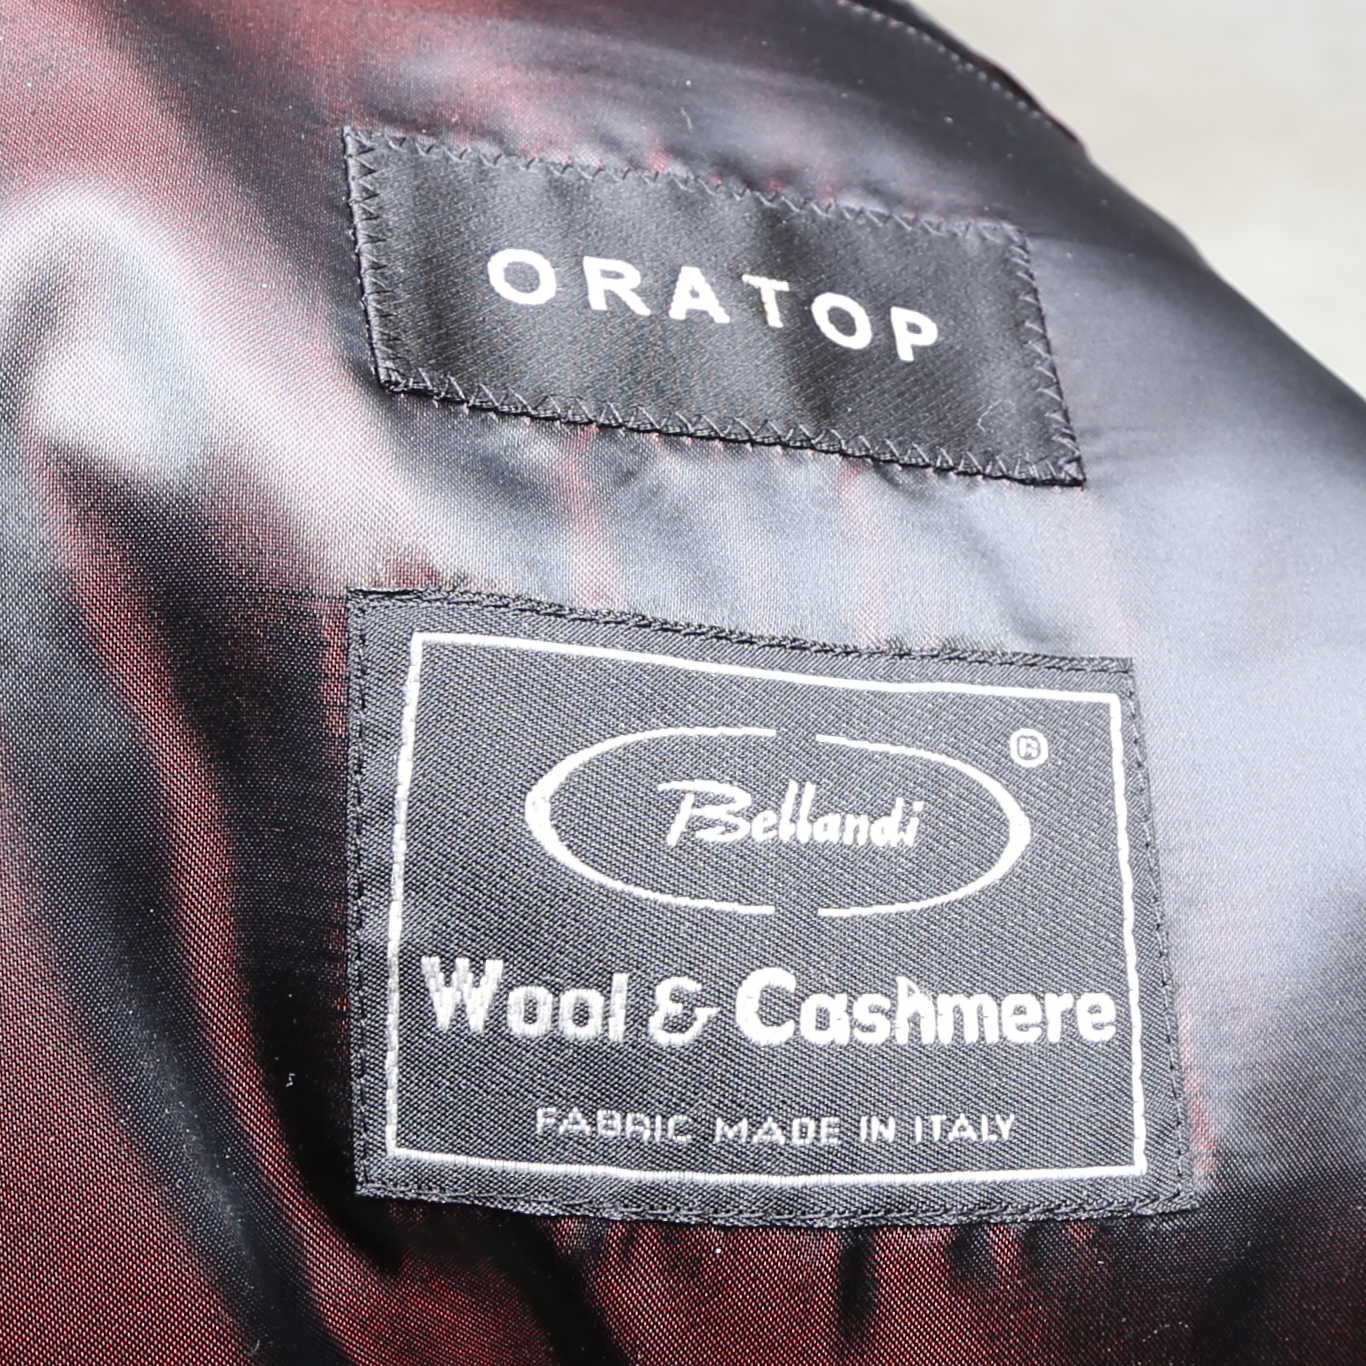 ORATOP
®
Bellandi
Wool & Cashmere
FABRIC MADE IN ITALY